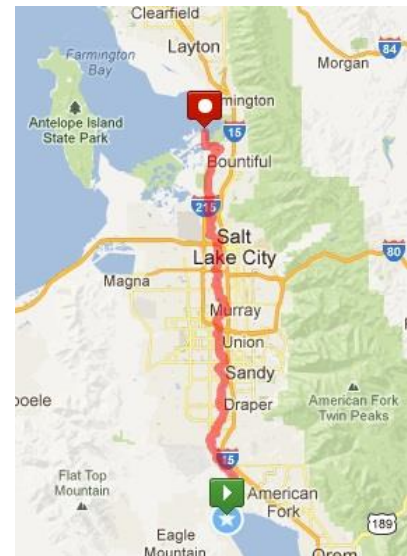 Clearfield
Layton
Farmington
Bay
84
Morgan
Antelope Island
State Park
mington
15
Bountiful
215
Salt
Lake City
80
Magna
Murray
Union
Sandy
ooele
Draper
American Fork
Twin Peaks
15
Flat Top
Mountain
American
Fork
189
Eagle
Mountain
Orem